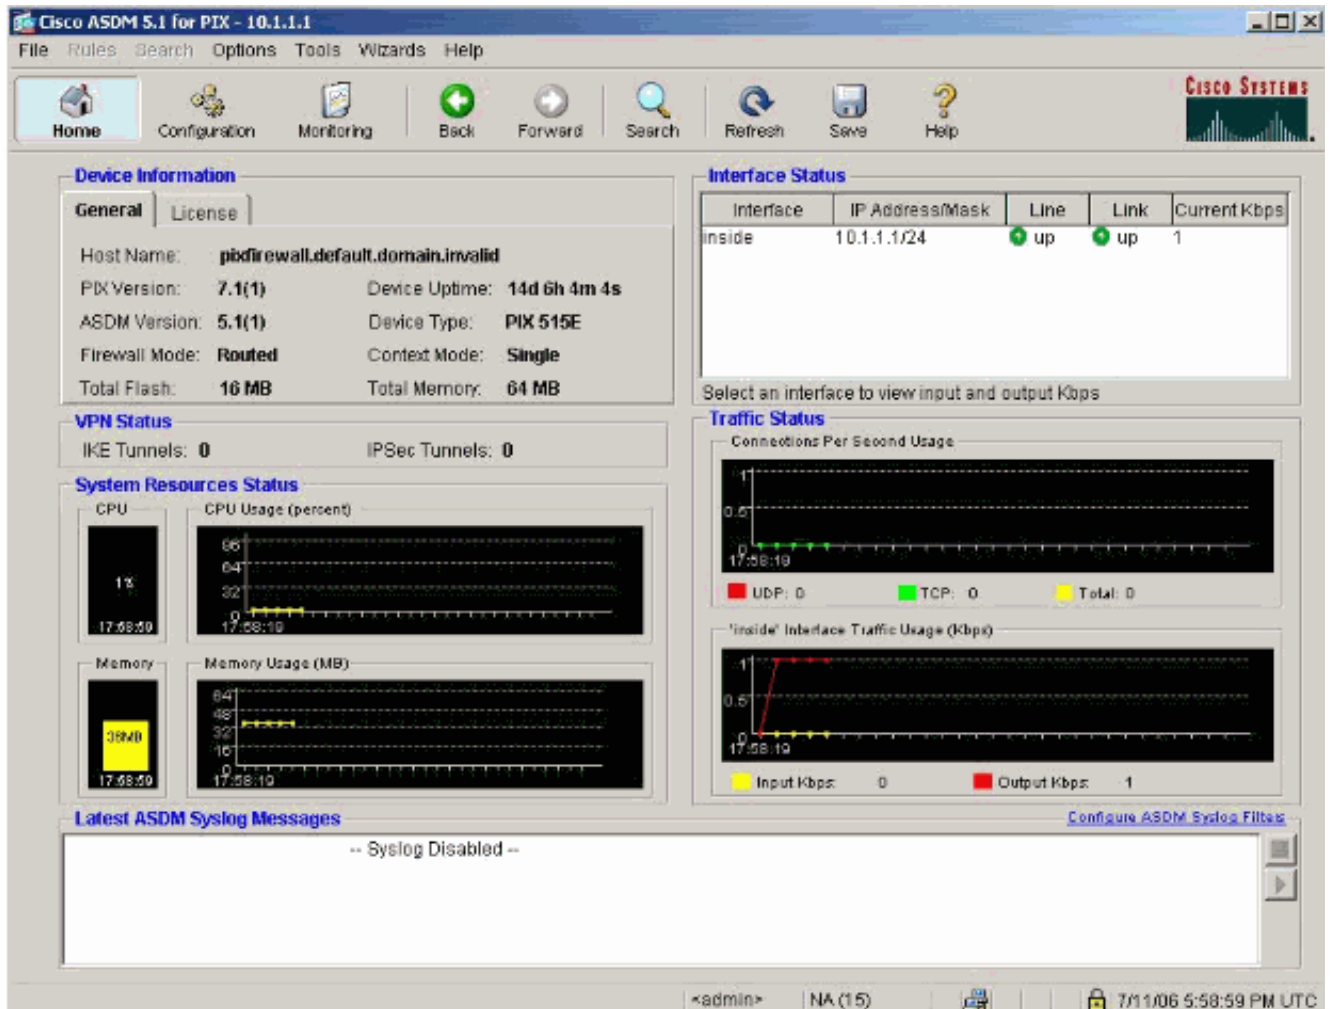 Cisco ASDM 5.1 for PIX - 10.1.1.1
File Rules Search Options Tools Wizards Help
Home Configuration Monitoring Back Forward Search Refresh Save Help
CISCO SYSTEMS
Device Information
General License
Host Name: pixfirewall.default.domain.invalid
PIX Version: 7.1(1) Device Uptime: 14d 6h 4m 4s
ASDM Version: 5.1(1) Device Type: PIX 515E
Firewall Mode: Routed Context Mode: Single
Total Flash: 16 MB Total Memory: 64 MB
Interface Status
Interface IP Address/Mask Line Link Current Kbps
inside 10.1.1.1/24 up up 1
Select an interface to view input and output Kbps
VPN Status
IKE Tunnels: 0 IPSec Tunnels: 0
System Resources Status
CPU
1%
17:58:59
CPU Usage (percent)
96
64
32
0
17:58:19
Memory
36MB
17:58:59
Memory Usage (MB)
64
48
32
16
0
17:58:19
Traffic Status
Connections Per Second Usage
1
0.5
0
17:58:19
UDP: 0 TCP: 0 Total: 0
'inside' Interface Traffic Usage (Kbps)
1
0.5
0
17:58:19
Input Kbps: 0 Output Kbps: 1
Latest ASDM Syslog Messages
Configure ASDM Syslog Filters
-- Syslog Disabled --
<admin> NA (15) 7/11/06 5:58:59 PM UTC